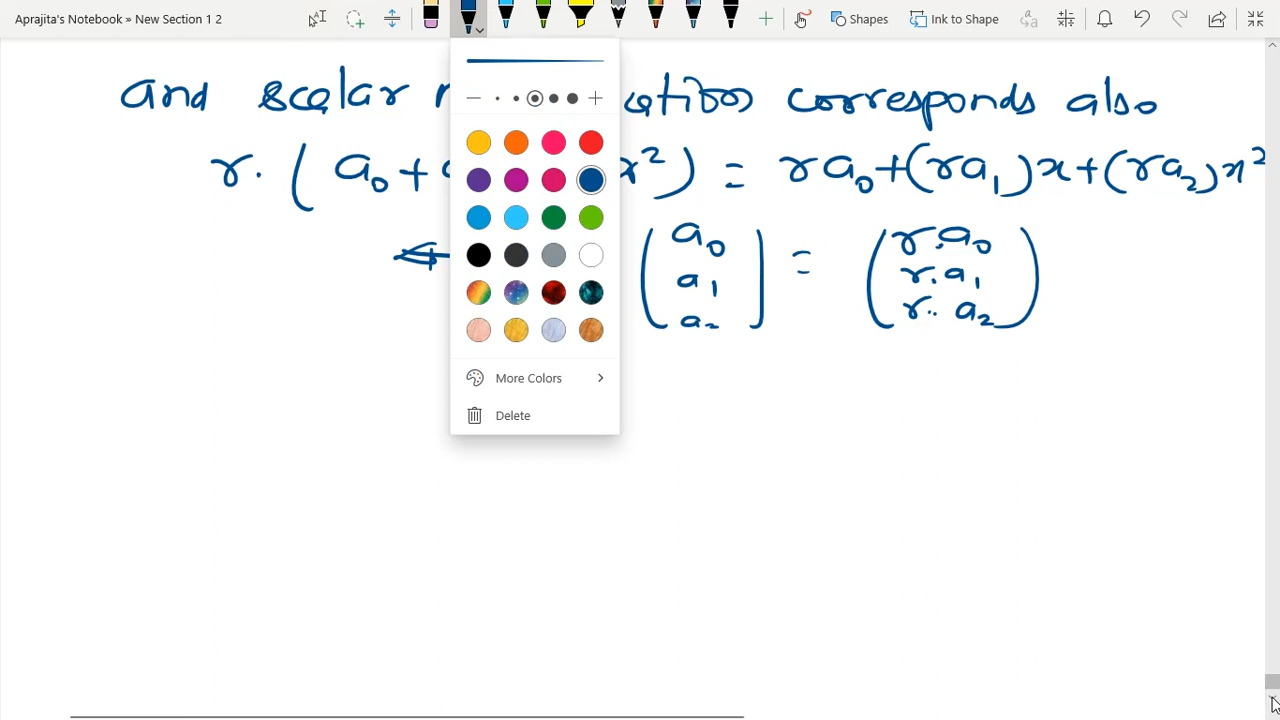 Aprajita's Notebook » New Section 1 2 Shapes Ink to Shape
and scalar cation corresponds also
r. ( a₀ + x²) = ra₀+(ra₁)x+(ra₂)x²
(a₀ a₁ a₂) = (r.a₀ r.a₁ r.. a₂)
More Colors
Delete